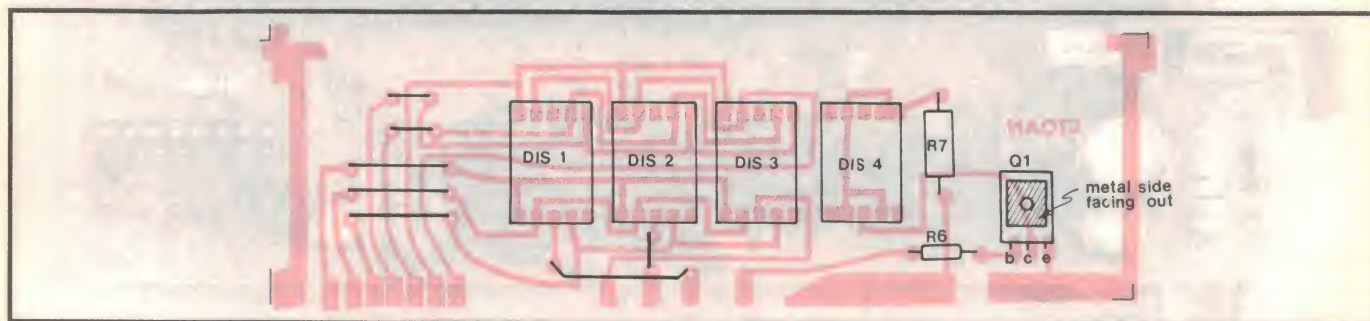 DIS 1
DIS 2
DIS 3
DIS 4
R7
Q1
metal side
facing out
R6
b c e